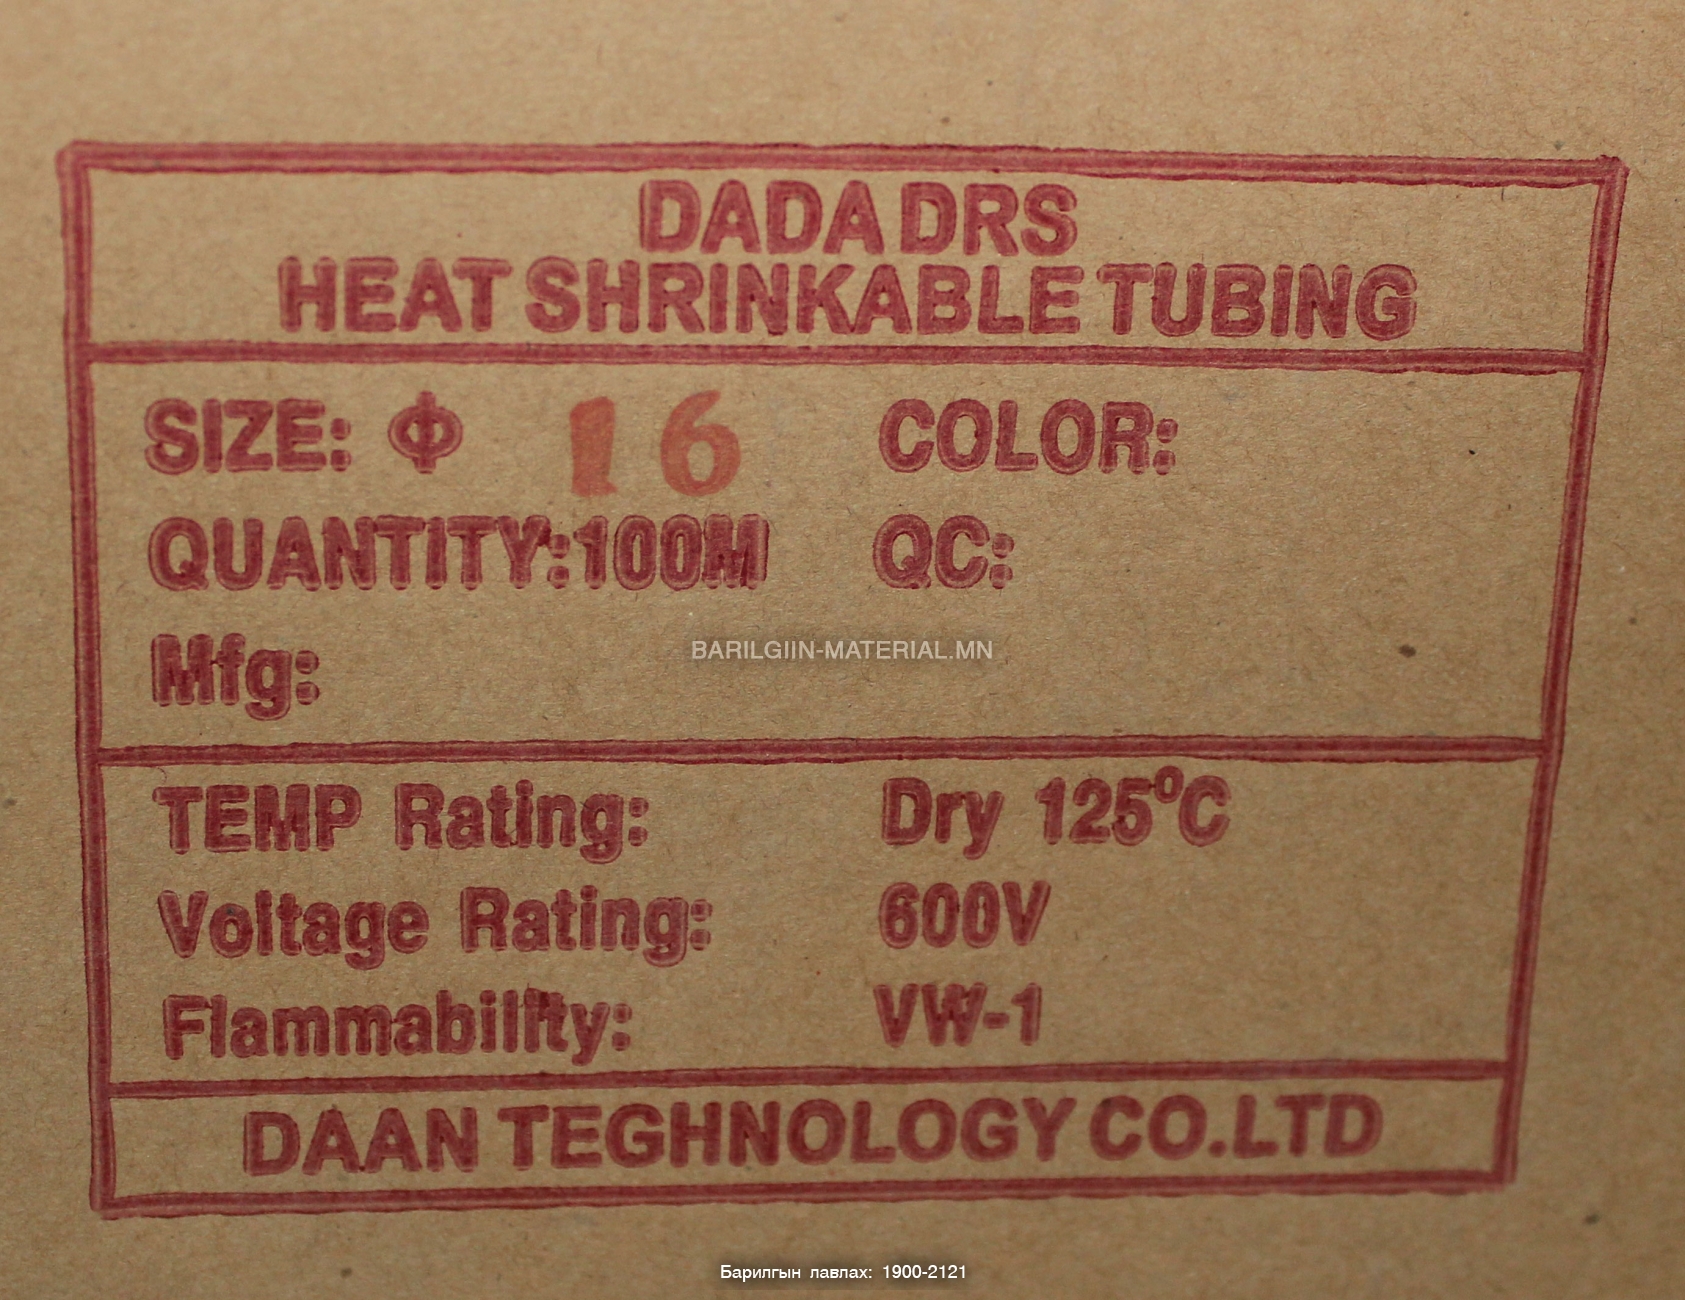 DADA DRS
HEAT SHRINKABLE TUBING
SIZE: Φ 16 COLOR:
QUANTITY:100M QC:
Mfg:
BARILGIIN-MATERIAL.MN
TEMP Rating: Dry 125°C
Voltage Rating: 600V
Flammability: VW-1
DAAN TEGHNOLOGY CO.LTD
Барилгын лавлах: 1900-2121